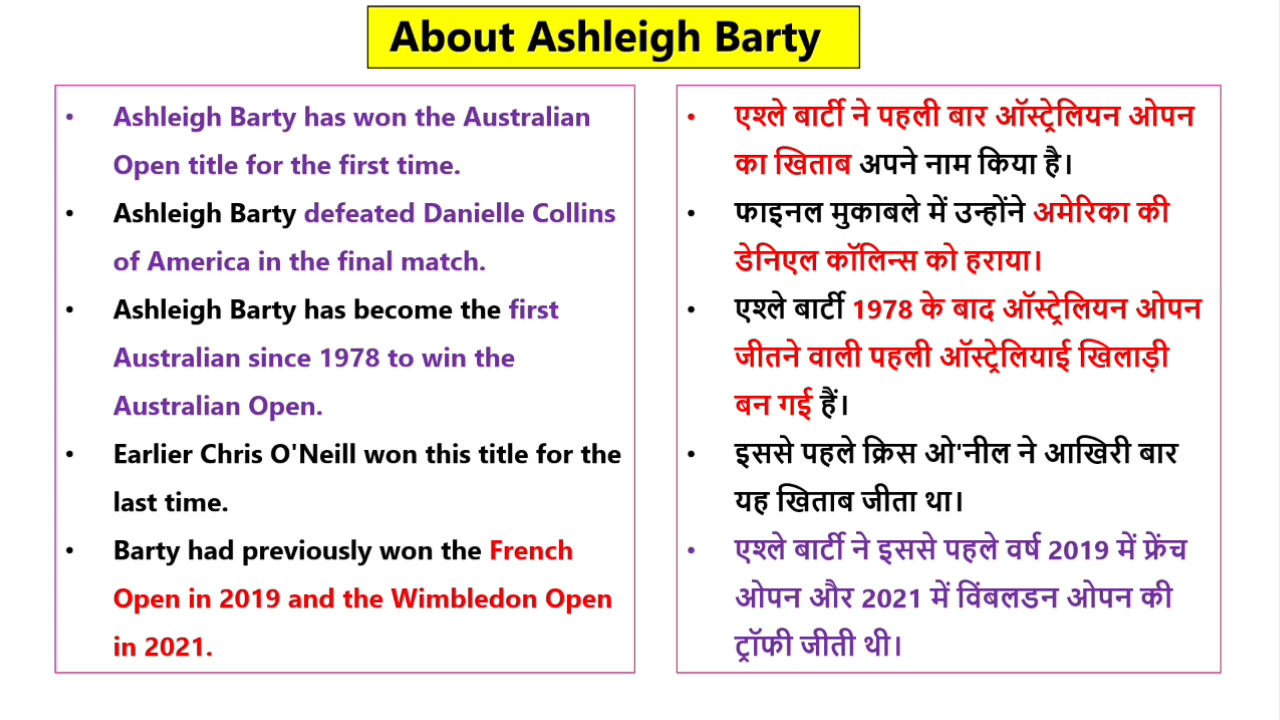 About Ashleigh Barty
• Ashleigh Barty has won the Australian
Open title for the first time.
• Ashleigh Barty defeated Danielle Collins
of America in the final match.
• Ashleigh Barty has become the first
Australian since 1978 to win the
Australian Open.
• Earlier Chris O'Neill won this title for the
last time.
• Barty had previously won the French
Open in 2019 and the Wimbledon Open
in 2021.
• एश्ले बार्टी ने पहली बार ऑस्ट्रेलियन ओपन
का खिताब अपने नाम किया है।
• फाइनल मुकाबले में उन्होंने अमेरिका की
डेनिएल कॉलिन्स को हराया।
• एश्ले बार्टी 1978 के बाद ऑस्ट्रेलियन ओपन
जीतने वाली पहली ऑस्ट्रेलियाई खिलाड़ी
बन गई हैं।
• इससे पहले क्रिस ओ'नील ने आखिरी बार
यह खिताब जीता था।
• एश्ले बार्टी ने इससे पहले वर्ष 2019 में फ्रेंच
ओपन और 2021 में विंबलडन ओपन की
ट्रॉफी जीती थी।